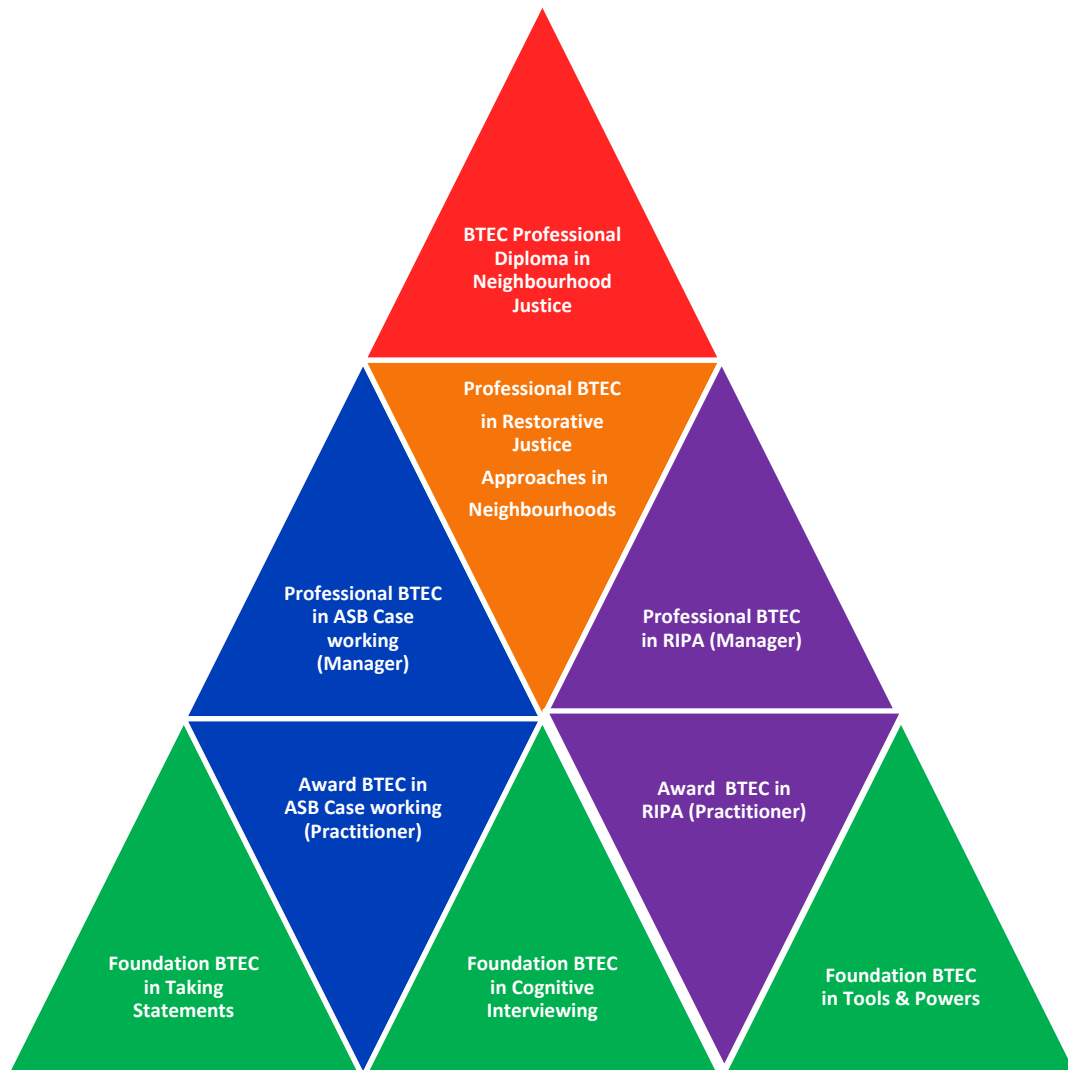 BTEC Professional
Diploma in
Neighbourhood
Justice
Professional BTEC
in Restorative
Justice
Approaches in
Neighbourhoods
Professional BTEC
in ASB Case
working
(Manager)
Professional BTEC
in RIPA (Manager)
Award BTEC in
ASB Case working
(Practitioner)
Award BTEC in
RIPA (Practitioner)
Foundation BTEC
in Taking
Statements
Foundation BTEC
in Cognitive
Interviewing
Foundation BTEC
in Tools & Powers